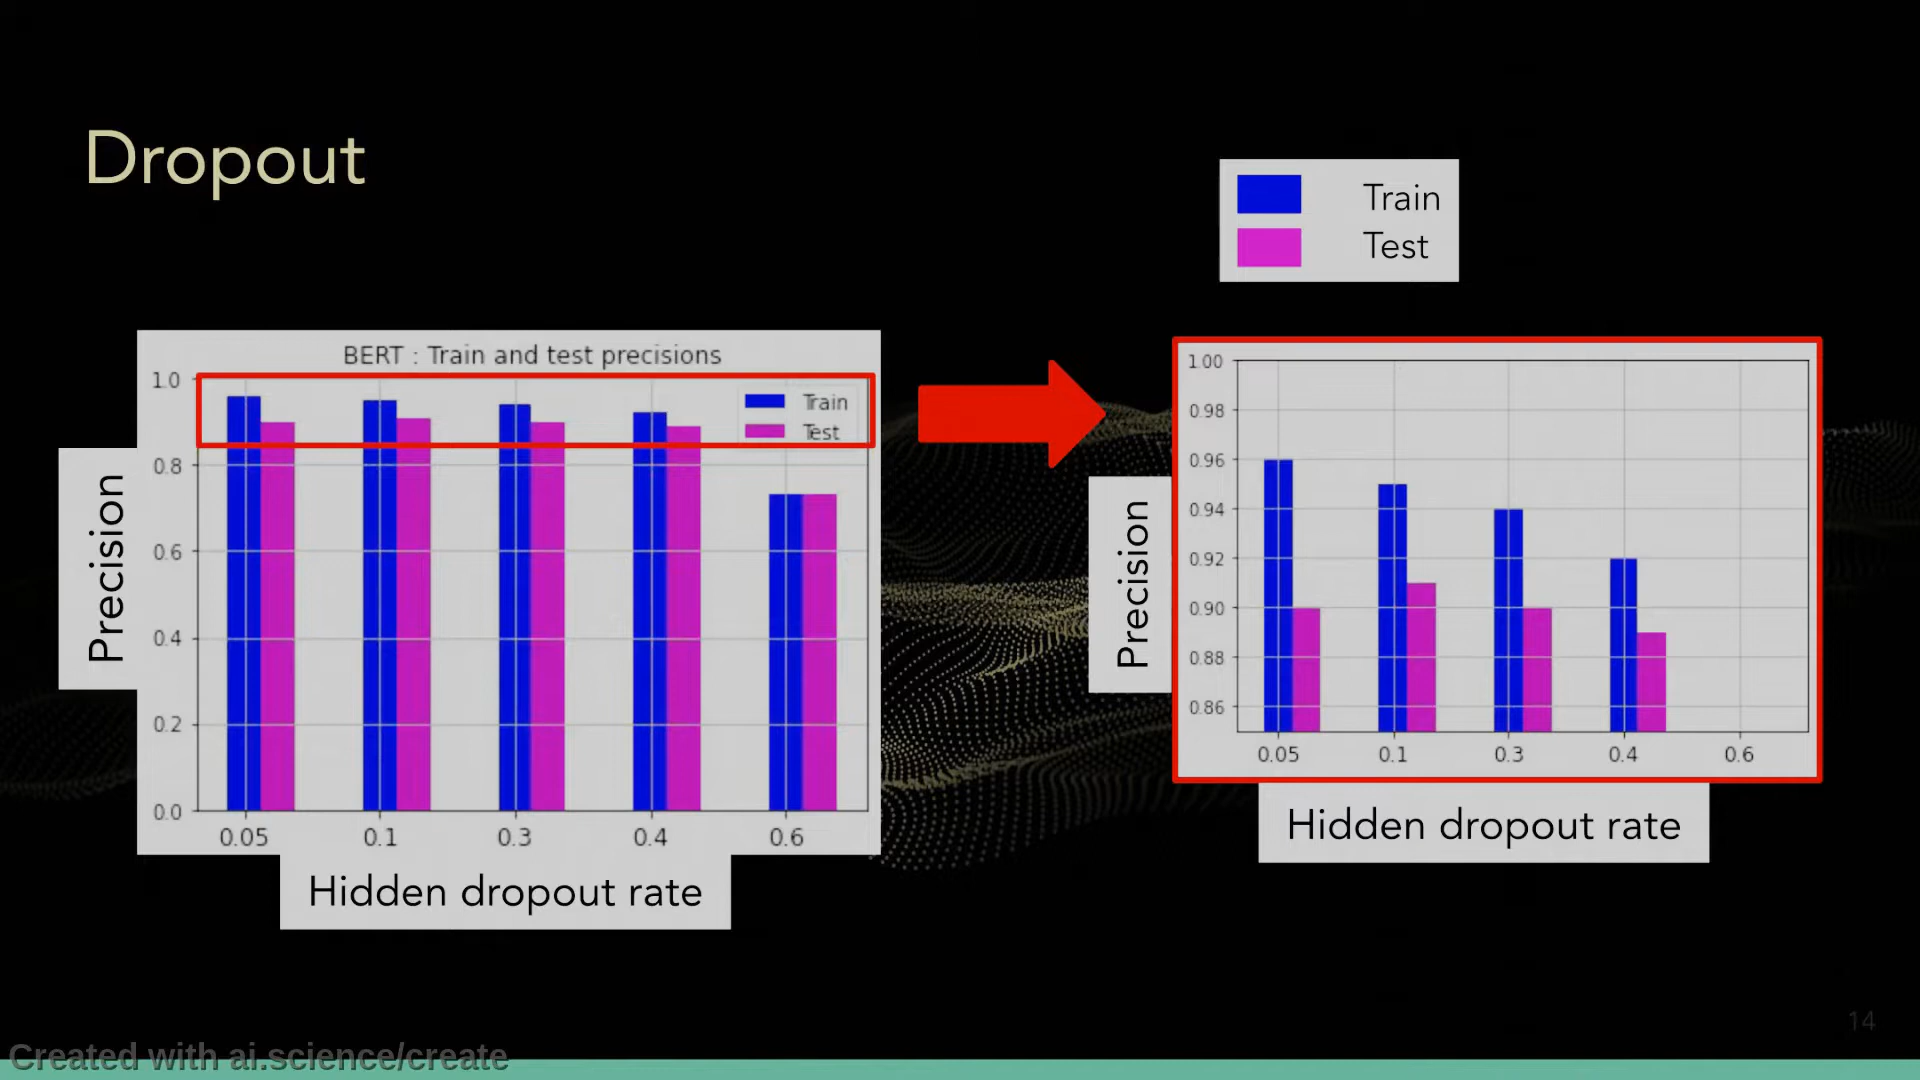 Dropout
Train
Test
BERT : Train and test precisions
1.0
0.8
0.6
0.4
0.2
0.0
Train
Test
Precision
0.05 0.1 0.3 0.4 0.6
Hidden dropout rate
1.00
0.98
0.96
0.94
0.92
0.90
0.88
0.86
Precision
0.05 0.1 0.3 0.4 0.6
Hidden dropout rate
14
Created with ai.science/create